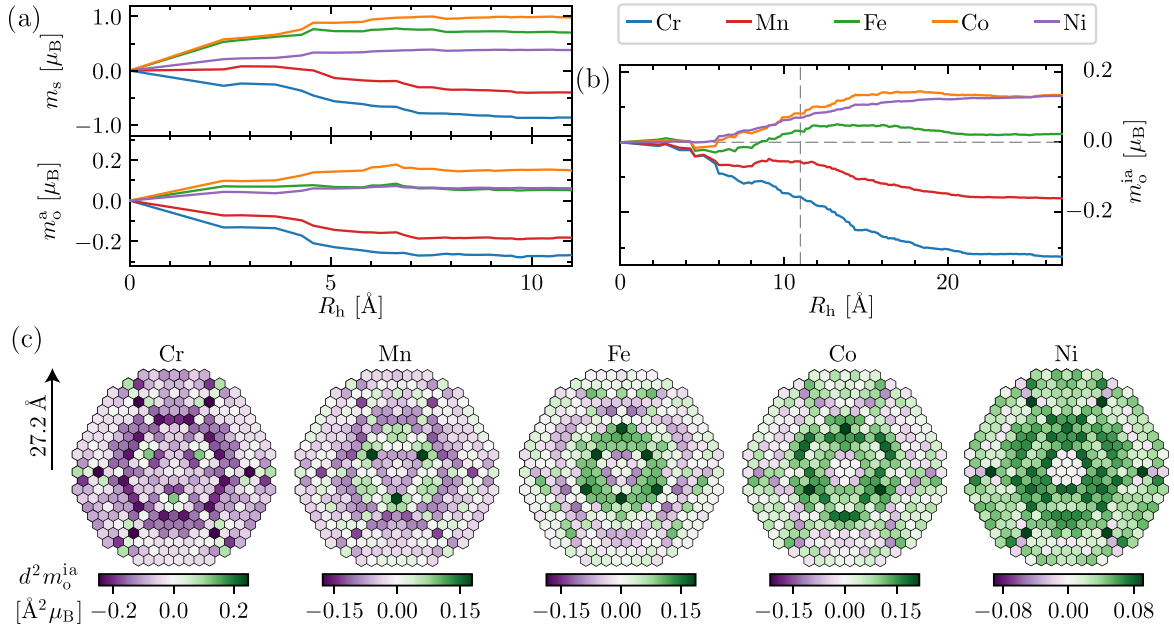 (a)
1.0
0.0
−1.0
m_s [μ_B]
0.2
0.0
−0.2
m_o^a [μ_B]
0
5
10
R_h [Å]
Cr
Mn
Fe
Co
Ni
(b)
0.2
0.0
−0.2
m_o^ia [μ_B]
0
10
20
R_h [Å]
(c)
Cr
Mn
Fe
Co
Ni
27.2 Å
d² m_o^ia
[Å² μ_B]
−0.2
0.0
0.2
−0.15
0.00
0.15
−0.15
0.00
0.15
−0.15
0.00
0.15
−0.08
0.00
0.08